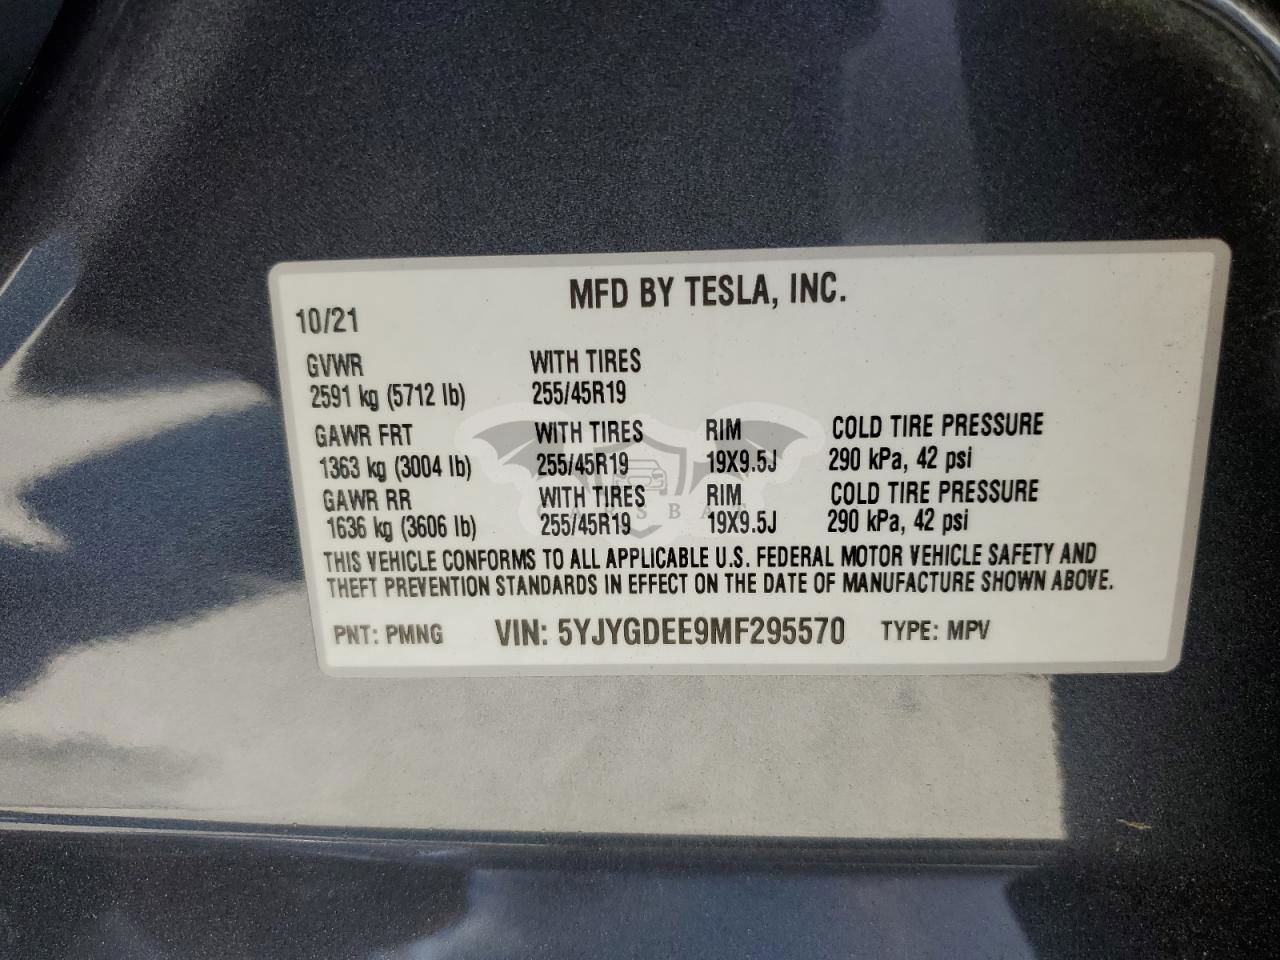 MFD BY TESLA, INC.
10/21
GVWR WITH TIRES
2591 kg (5712 lb) 255/45R19
GAWR FRT WITH TIRES RIM COLD TIRE PRESSURE
1363 kg (3004 lb) 255/45R19 19X9.5J 290 kPa, 42 psi
GAWR RR WITH TIRES RIM COLD TIRE PRESSURE
1636 kg (3606 lb) 255/45R19 19X9.5J 290 kPa, 42 psi
THIS VEHICLE CONFORMS TO ALL APPLICABLE U.S. FEDERAL MOTOR VEHICLE SAFETY AND
THEFT PREVENTION STANDARDS IN EFFECT ON THE DATE OF MANUFACTURE SHOWN ABOVE.
PNT: PMNG VIN: 5YJYGDEE9MF295570 TYPE: MPV
CARSBAT